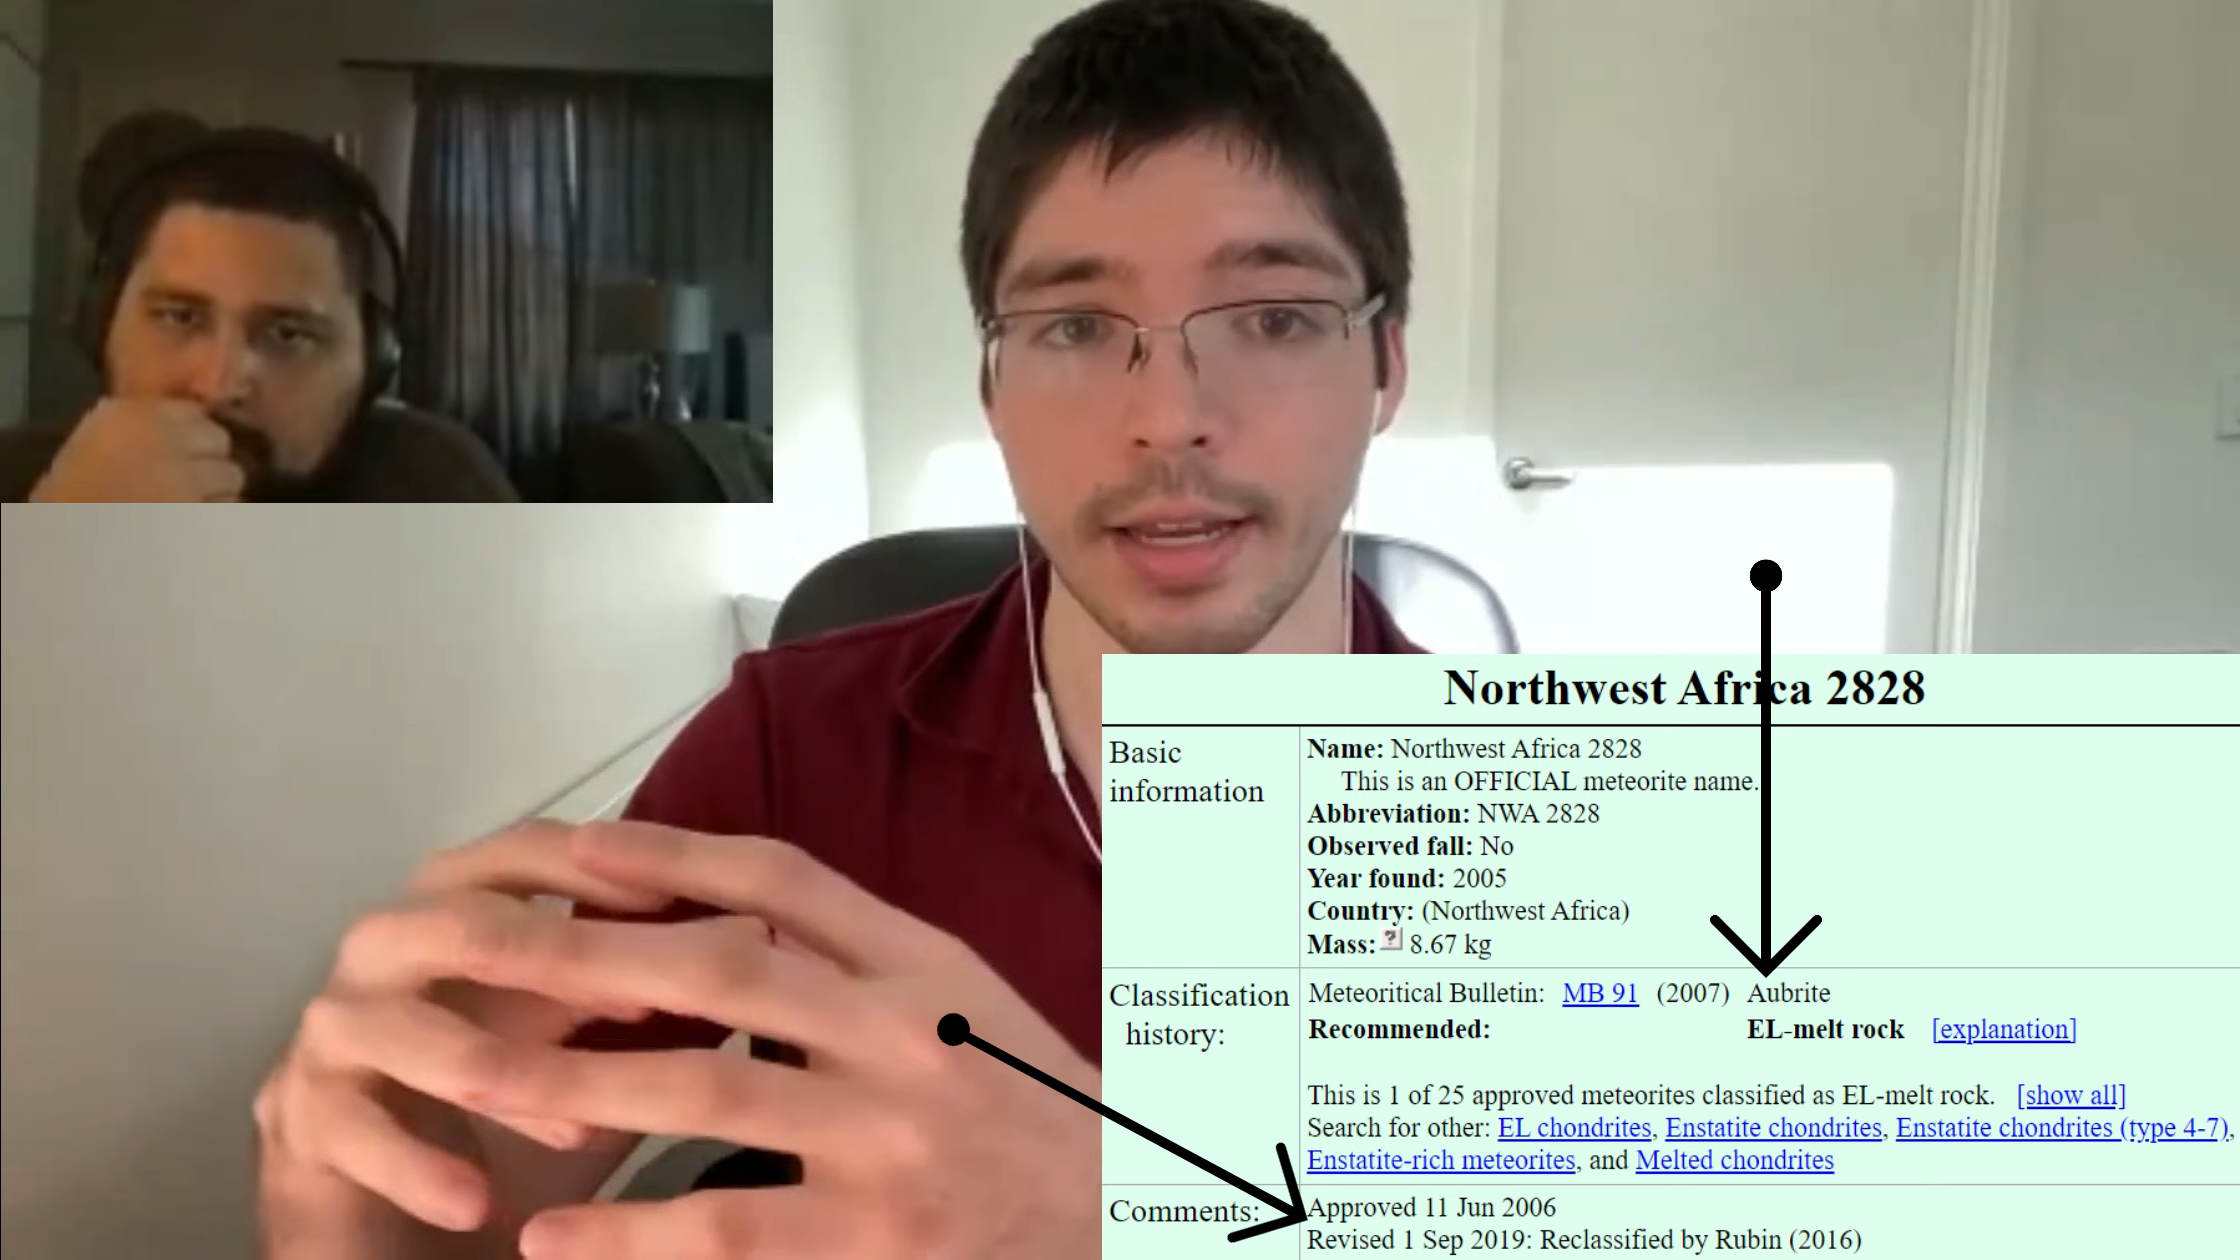 Northwest Africa 2828
Basic
information
Name: Northwest Africa 2828
This is an OFFICIAL meteorite name.
Abbreviation: NWA 2828
Observed fall: No
Year found: 2005
Country: (Northwest Africa)
Mass: ? 8.67 kg
Classification
history:
Meteoritical Bulletin: MB 91 (2007) Aubrite
Recommended: EL-melt rock [explanation]
This is 1 of 25 approved meteorites classified as EL-melt rock. [show all]
Search for other: EL chondrites, Enstatite chondrites, Enstatite chondrites (type 4-7),
Enstatite-rich meteorites, and Melted chondrites
Comments:
Approved 11 Jun 2006
Revised 1 Sep 2019: Reclassified by Rubin (2016)